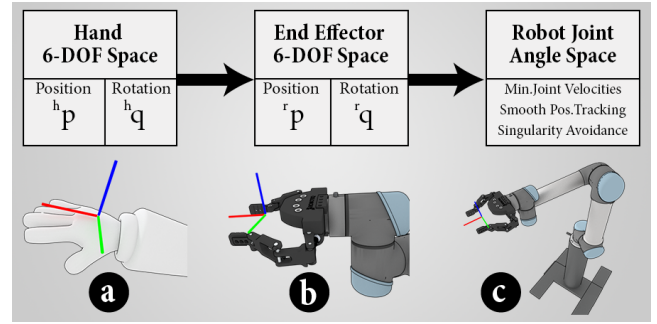 Hand
6-DOF Space
Position
Rotation
ʰp
ʰq
End Effector
6-DOF Space
Position
Rotation
ʳp
ʳq
Robot Joint
Angle Space
Min.Joint Velocities
Smooth Pos.Tracking
Singularity Avoidance
a
b
c